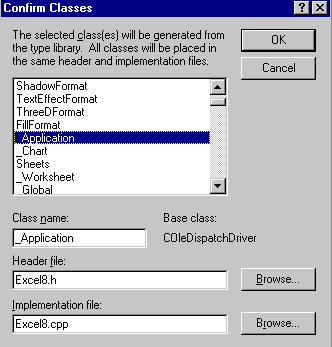 Confirm Classes
The selected class(es) will be generated from
the type library. All classes will be placed in
the same header and implementation files.
OK
Cancel
ShadowFormat
TextEffectFormat
ThreeDFormat
FillFormat
_Application
_Chart
Sheets
_Worksheet
_Global
Class name:
Base class:
_Application
COleDispatchDriver
Header file:
Excel8.h
Browse...
Implementation file:
Excel8.cpp
Browse...